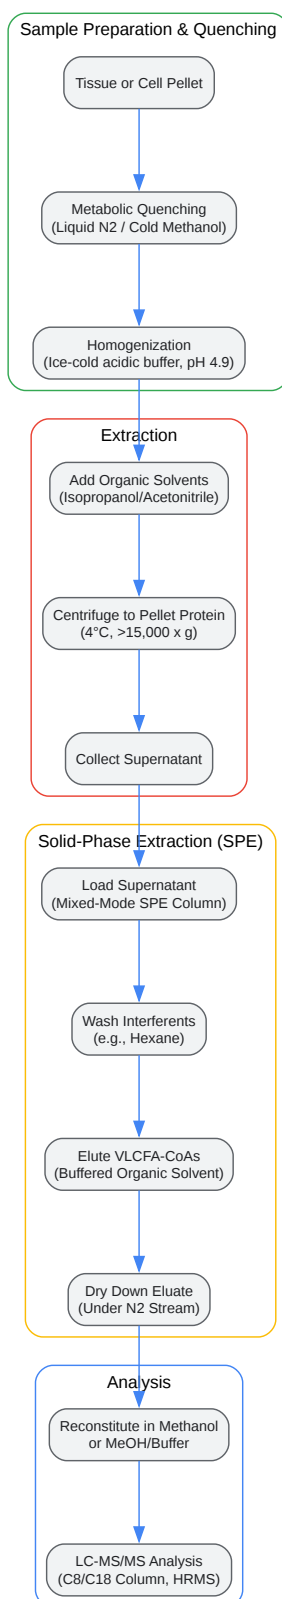 Sample Preparation & Quenching
Tissue or Cell Pellet
Metabolic Quenching
(Liquid N2 / Cold Methanol)
Homogenization
(Ice-cold acidic buffer, pH 4.9)
Extraction
Add Organic Solvents
(Isopropanol/Acetonitrile)
Centrifuge to Pellet Protein
(4°C, >15,000 x g)
Collect Supernatant
Solid-Phase Extraction (SPE)
Load Supernatant
(Mixed-Mode SPE Column)
Wash Interferents
(e.g., Hexane)
Elute VLCFA-CoAs
(Buffered Organic Solvent)
Dry Down Eluate
(Under N2 Stream)
Analysis
Reconstitute in Methanol
or MeOH/Buffer
LC-MS/MS Analysis
(C8/C18 Column, HRMS)